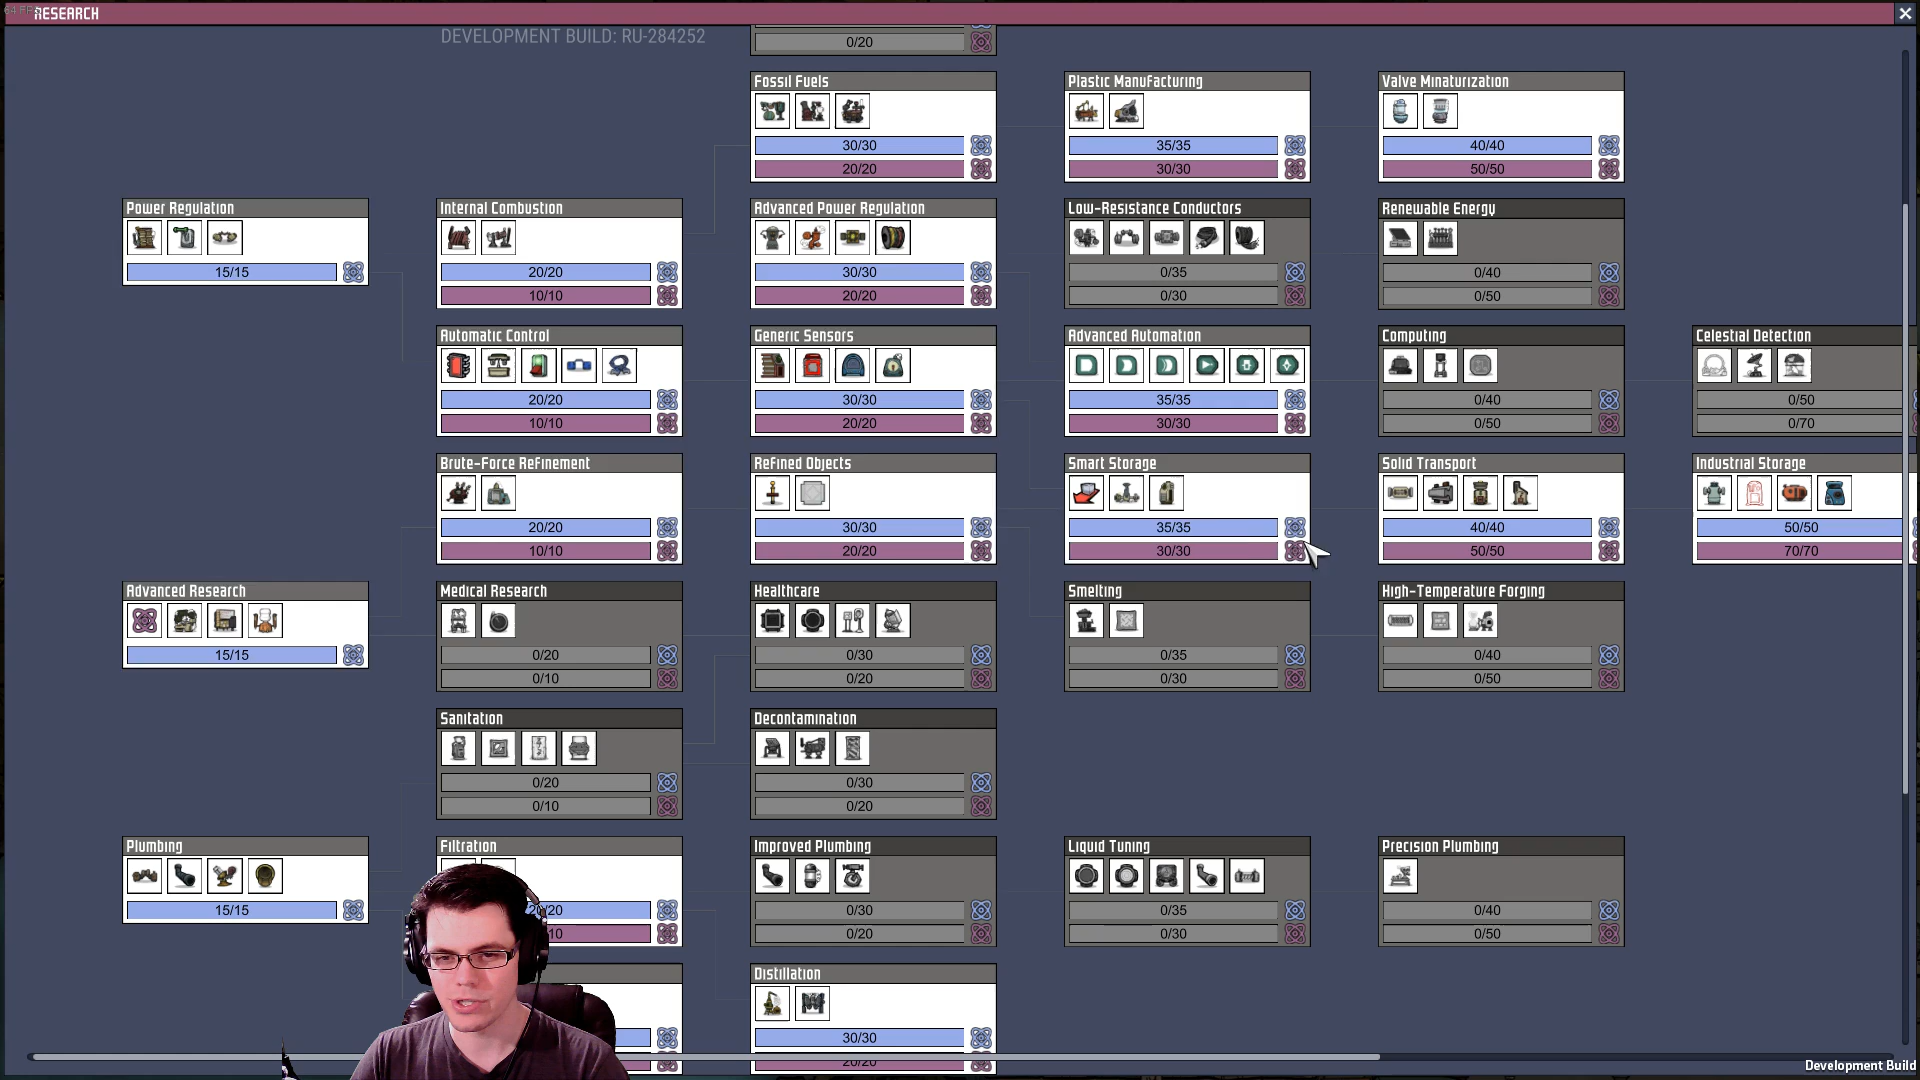 64 FPS
RESEARCH
DEVELOPMENT BUILD: RU-284252
0/20
Fossil Fuels
30/30
20/20
Plastic Manufacturing
35/35
30/30
Valve Minaturization
40/40
50/50
Power Regulation
15/15
Internal Combustion
20/20
10/10
Advanced Power Regulation
30/30
20/20
Low-Resistance Conductors
0/35
0/30
Renewable Energy
0/40
0/50
Automatic Control
20/20
10/10
Generic Sensors
30/30
20/20
Advanced Automation
35/35
30/30
Computing
0/40
0/50
Celestial Detection
0/50
0/70
Brute-Force Refinement
20/20
10/10
Refined Objects
30/30
20/20
Smart Storage
35/35
30/30
Solid Transport
40/40
50/50
Industrial Storage
50/50
70/70
Advanced Research
15/15
Medical Research
0/20
0/10
Healthcare
0/30
0/20
Smelting
0/35
0/30
High-Temperature Forging
0/40
0/50
Sanitation
0/20
0/10
Decontamination
0/30
0/20
Plumbing
15/15
Filtration
20/20
10
Improved Plumbing
0/30
0/20
Liquid Tuning
0/35
0/30
Precision Plumbing
0/40
0/50
Distillation
30/30
20/20
Development Build